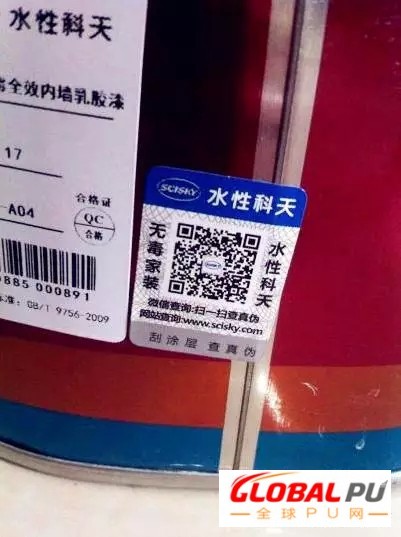 水性科天
全效内墙乳胶漆
17
-A04
合格证
QC
合格
0885 000891
标准: GB/T 9756-2009
SCISKY
水性科天
无毒家装
水性科天
SCISKY
微信查询:扫一扫查真伪
网站查询:www.scisky.com
刮涂层 查真伪
GLOBAL PU
全球PU网